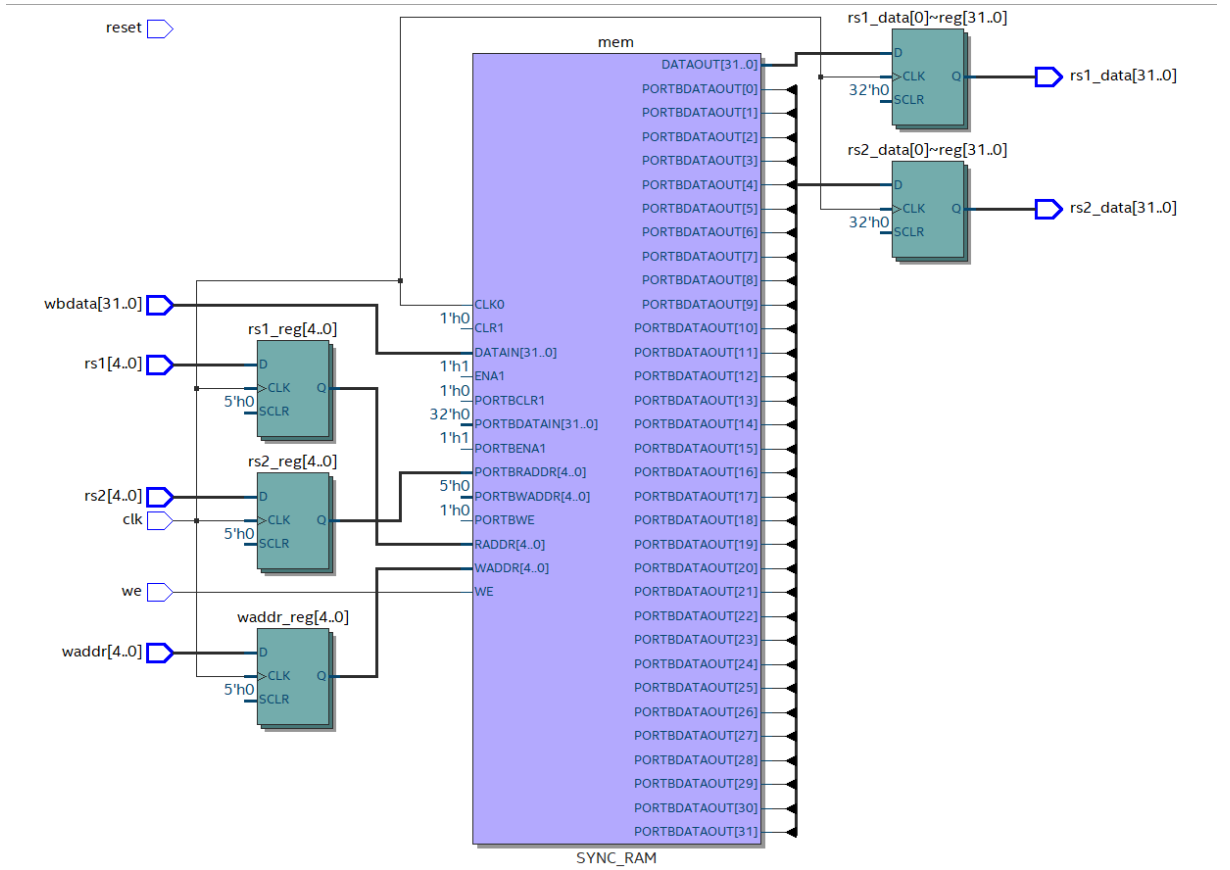 reset
rs1_data[0]~reg[31..0]
mem
DATAOUT[31..0]
D
PORTBDATAOUT[0]
CLK
Q
rs1_data[31..0]
32'h0
SCLR
PORTBDATAOUT[1]
PORTBDATAOUT[2]
PORTBDATAOUT[3]
rs2_data[0]~reg[31..0]
PORTBDATAOUT[4]
D
PORTBDATAOUT[5]
CLK
Q
rs2_data[31..0]
32'h0
SCLR
PORTBDATAOUT[6]
PORTBDATAOUT[7]
PORTBDATAOUT[8]
wbdata[31..0]
CLK0
PORTBDATAOUT[9]
1'h0
CLR1
PORTBDATAOUT[10]
rs1_reg[4..0]
DATAIN[31..0]
PORTBDATAOUT[11]
rs1[4..0]
D
1'h1
ENA1
PORTBDATAOUT[12]
CLK
Q
1'h0
PORTBCLR1
PORTBDATAOUT[13]
5'h0
SCLR
32'h0
PORTBDATAIN[31..0]
PORTBDATAOUT[14]
1'h1
PORTBENA1
PORTBDATAOUT[15]
rs2_reg[4..0]
PORTBRADDR[4..0]
PORTBDATAOUT[16]
rs2[4..0]
D
5'h0
PORTBWADDR[4..0]
PORTBDATAOUT[17]
clk
CLK
Q
1'h0
PORTBWE
PORTBDATAOUT[18]
5'h0
SCLR
RADDR[4..0]
PORTBDATAOUT[19]
WADDR[4..0]
PORTBDATAOUT[20]
we
WE
PORTBDATAOUT[21]
waddr_reg[4..0]
PORTBDATAOUT[22]
PORTBDATAOUT[23]
waddr[4..0]
D
PORTBDATAOUT[24]
CLK
Q
PORTBDATAOUT[25]
5'h0
SCLR
PORTBDATAOUT[26]
PORTBDATAOUT[27]
PORTBDATAOUT[28]
PORTBDATAOUT[29]
PORTBDATAOUT[30]
PORTBDATAOUT[31]
SYNC_RAM